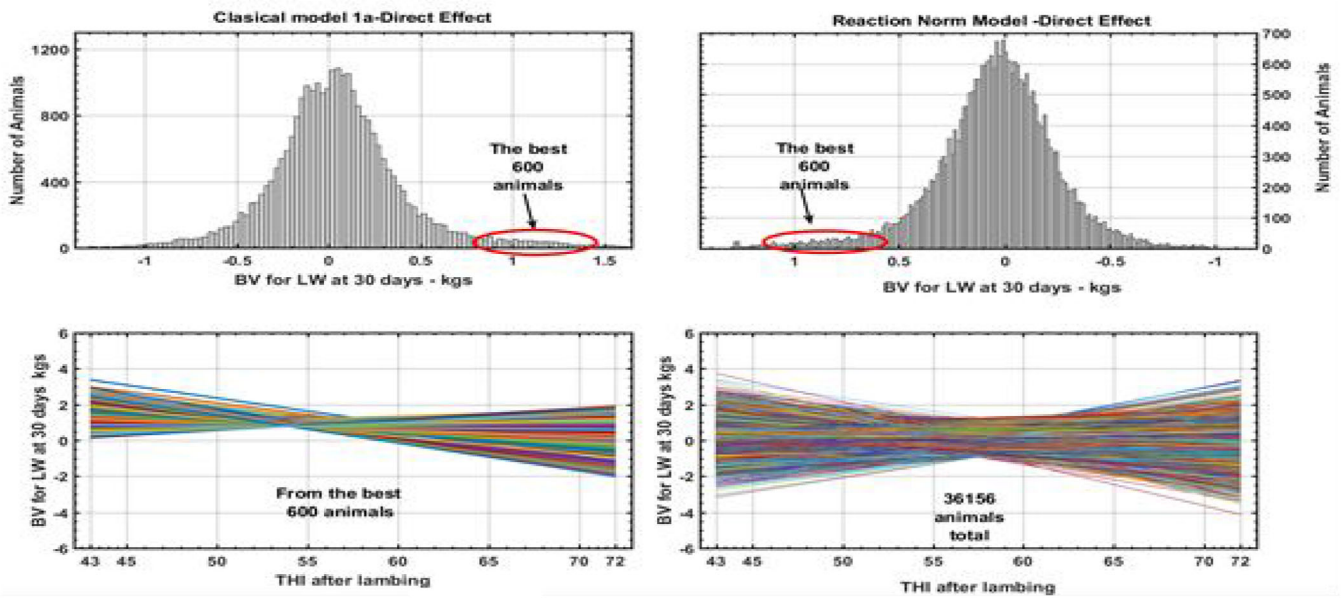 Clasical model 1a-Direct Effect
Number of Animals
1200
800
400
0
The best
600
animals
-1
-0.5
0
0.5
1
1.5
BV for LW at 30 days - kgs
Reaction Norm Model -Direct Effect
Number of Animals
700
600
500
400
300
200
100
0
The best
600
animals
1
0.5
0
-0.5
-1
BV for LW at 30 days - kgs
BV for LW at 30 days kgs
6
4
2
0
-2
-4
-6
From the best
600 animals
43 45 50 55 60 65 70 72
THI after lambing
BV for LW at 30 days kgs
6
4
2
0
-2
-4
-6
36156
animals
total
43 45 50 55 60 65 70 72
THI after lambing